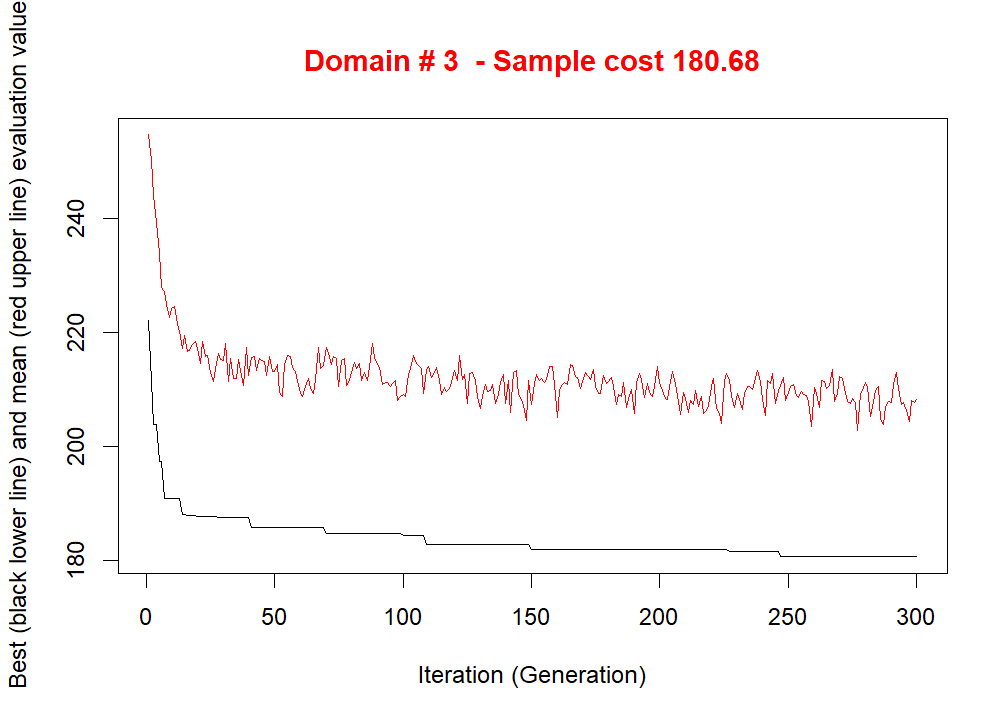 Domain # 3  - Sample cost 180.68
Best (black lower line) and mean (red upper line) evaluation value
240
220
200
180
0 50 100 150 200 250 300
Iteration (Generation)